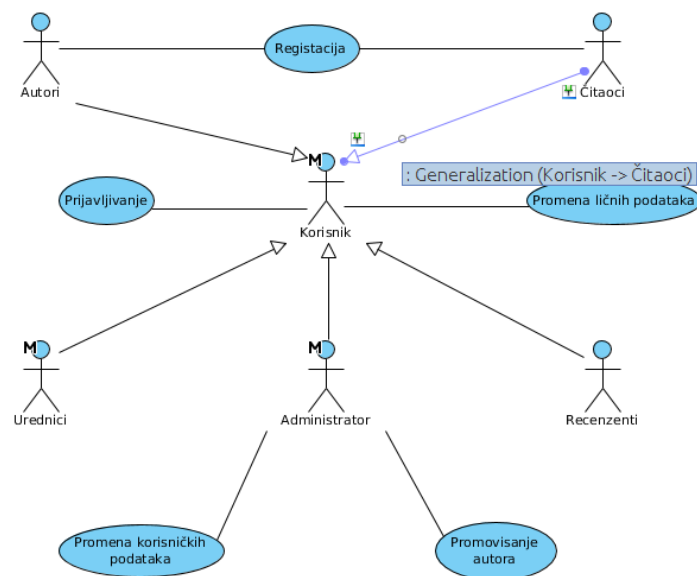 Registacija
Autori
Čitaoci
M
: Generalization (Korisnik -> Čitaoci)
Prijavljivanje
Promena ličnih podataka
Korisnik
M
M
Urednici
Administrator
Recenzenti
Promena korisničkih
podataka
Promovisanje
autora